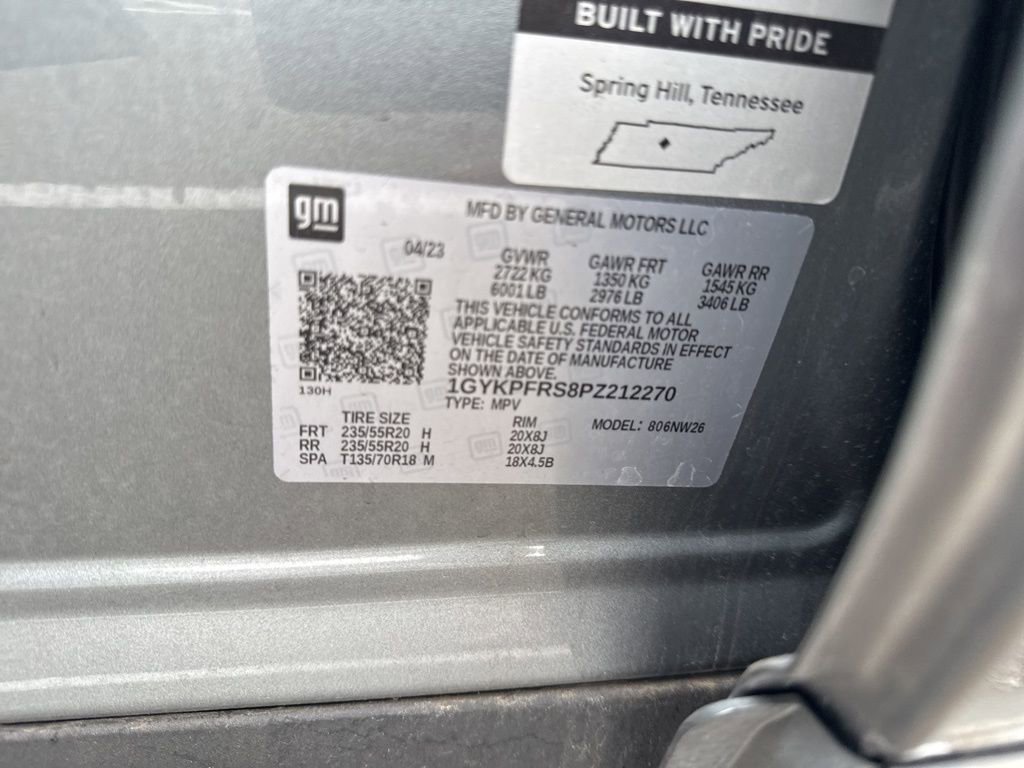 BUILT WITH PRIDE
Spring Hill, Tennessee
gm
MFD BY GENERAL MOTORS LLC
04/23
GVWR GAWR FRT GAWR RR
2722 KG 1350 KG 1545 KG
6001 LB 2976 LB 3406 LB
THIS VEHICLE CONFORMS TO ALL
APPLICABLE U.S. FEDERAL MOTOR
VEHICLE SAFETY STANDARDS IN EFFECT
ON THE DATE OF MANUFACTURE
SHOWN ABOVE.
130H
1GYKPFRS8PZ212270
TYPE: MPV
TIRE SIZE RIM MODEL: 806NW26
FRT 235/55R20 H 20X8J
RR 235/55R20 H 20X8J
SPA T135/70R18 M 18X4.5B